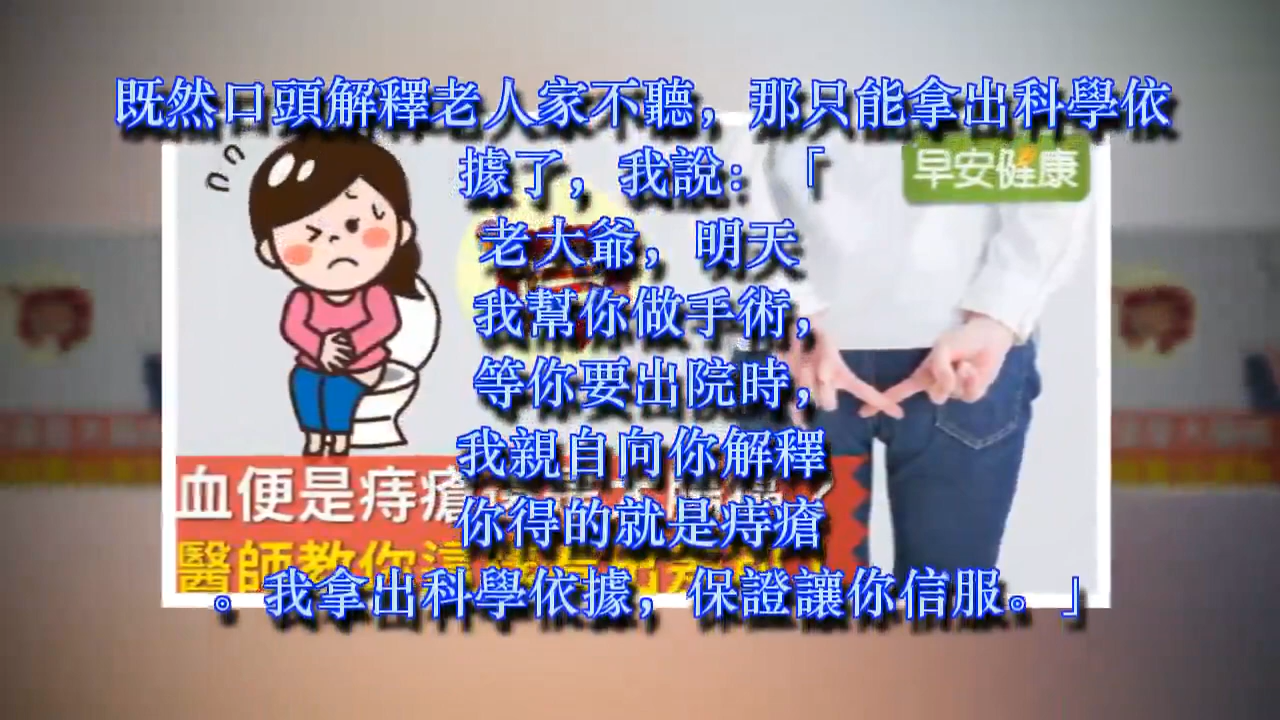 既然口頭解釋老人家不聽，那只能拿出科學依
據了，我說：「
老大爺，明天
我幫你做手術，
等你要出院時，
我親自向你解釋
你得的就是痔瘡
。我拿出科學依據，保證讓你信服。」
早安健康
血便是痔瘡
醫師教你